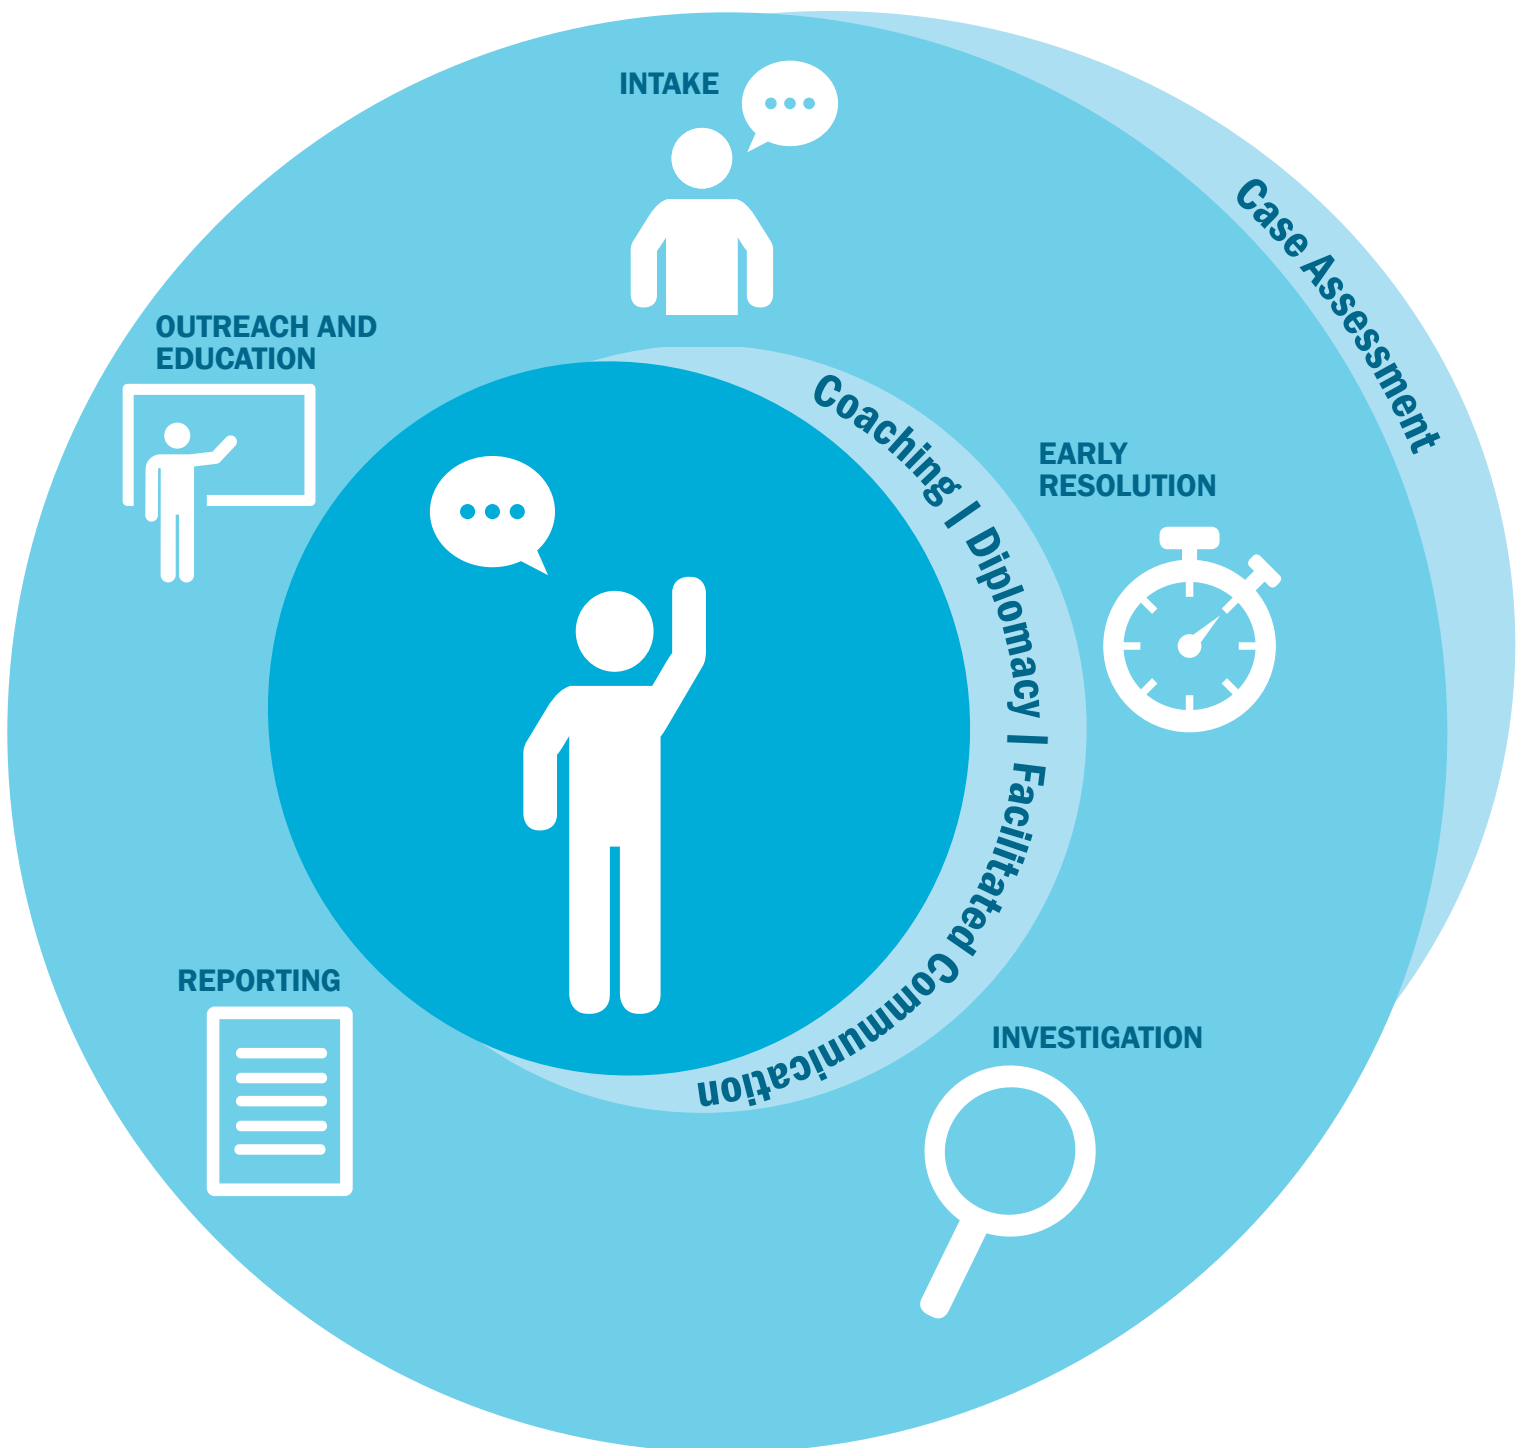 INTAKE
Case Assessment
OUTREACH AND
EDUCATION
Coaching | Diplomacy | Facilitated Communication
EARLY
RESOLUTION
REPORTING
INVESTIGATION